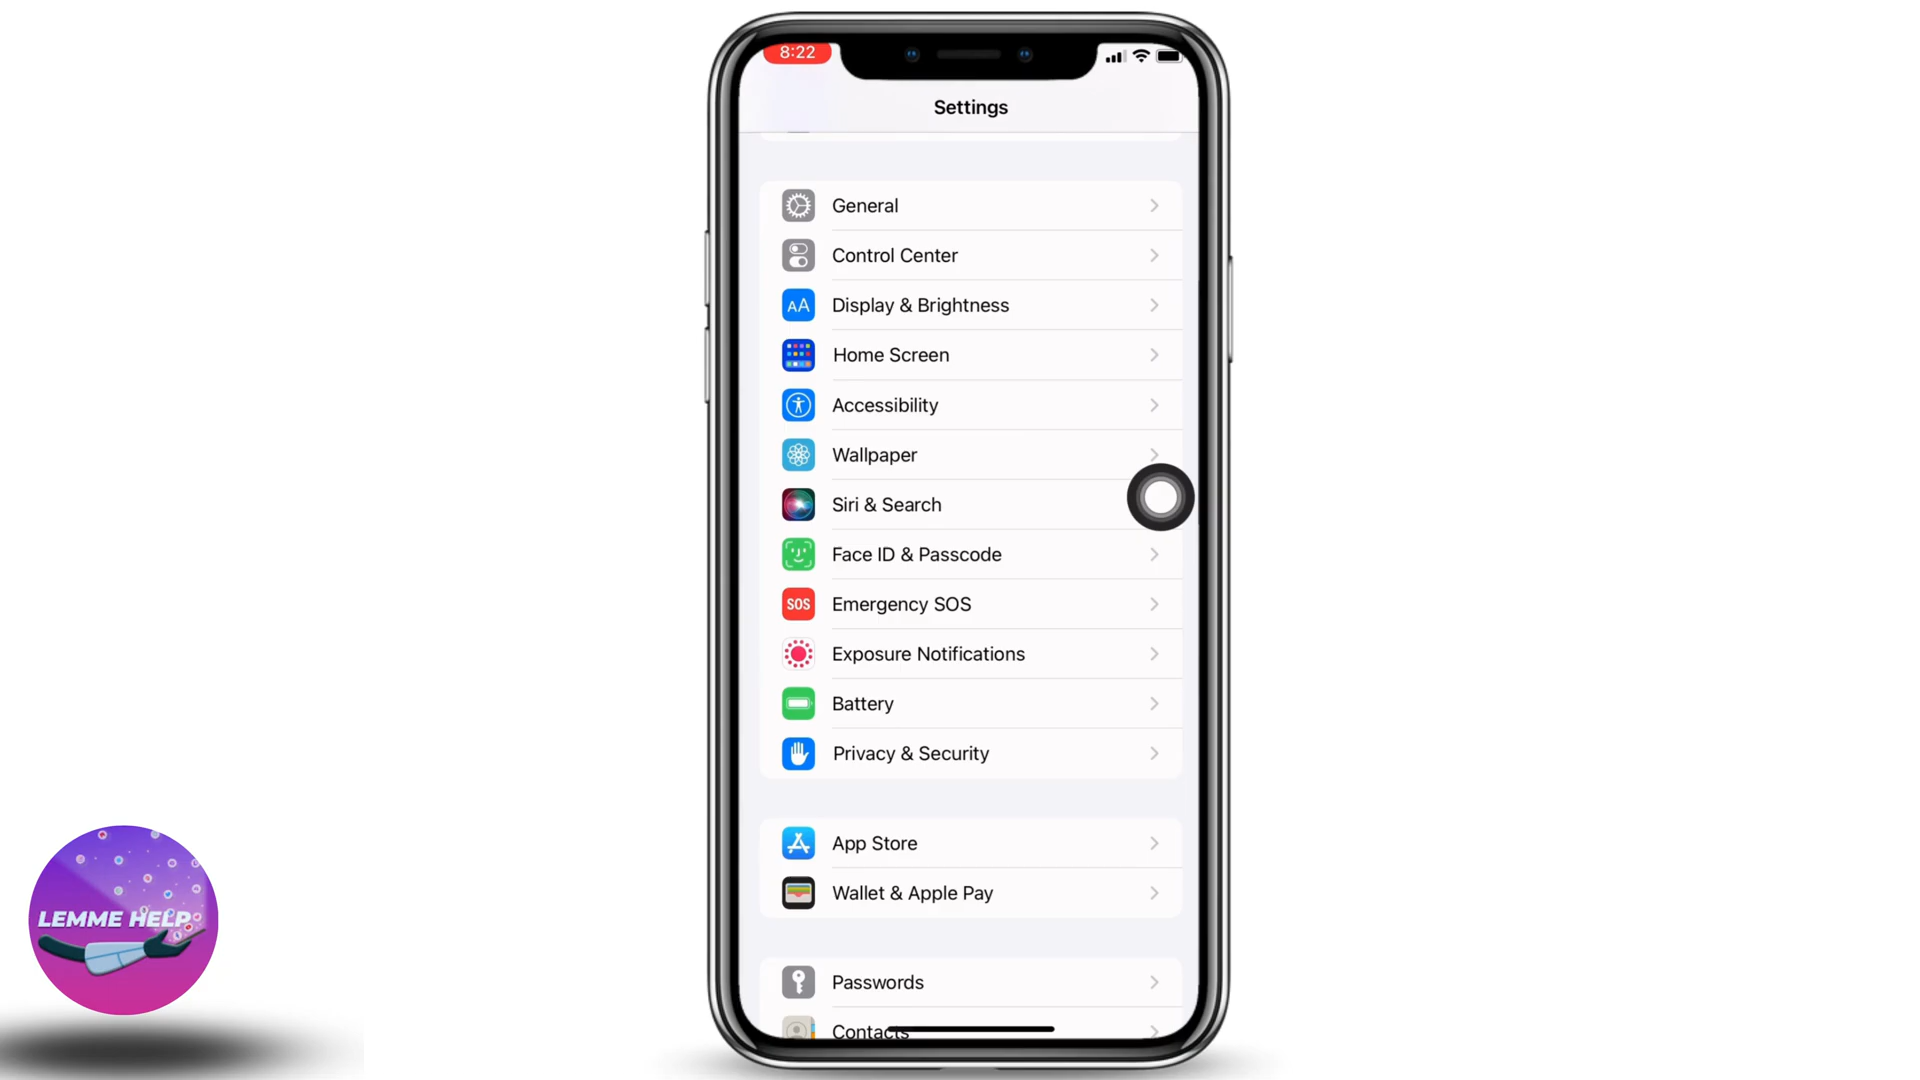 8:22
Settings
General
Control Center
AA
Display & Brightness
Home Screen
Accessibility
Wallpaper
Siri & Search
Face ID & Passcode
SOS
Emergency SOS
Exposure Notifications
Battery
Privacy & Security
App Store
Wallet & Apple Pay
Passwords
Contacts
LEMME HELP